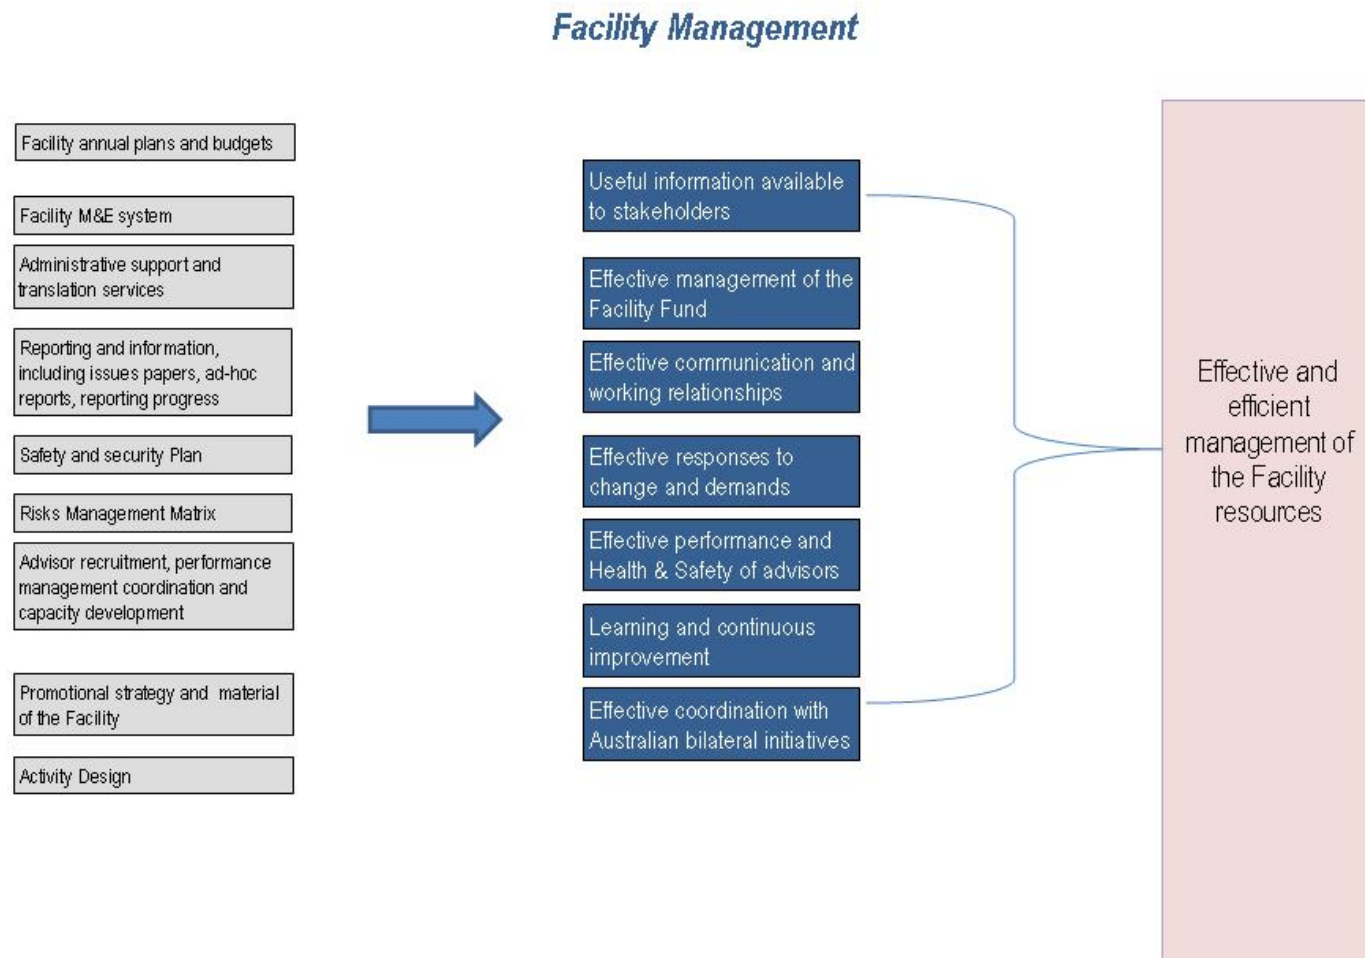 Facility Management
Facility annual plans and budgets
Facility M&E system
Administrative support and
translation services
Reporting and information,
including issues papers, ad-hoc
reports, reporting progress
Safety and security Plan
Risks Management Matrix
Advisor recruitment, performance
management coordination and
capacity development
Promotional strategy and material
of the Facility
Activity Design
Useful information available
to stakeholders
Effective management of the
Facility Fund
Effective communication and
working relationships
Effective responses to
change and demands
Effective performance and
Health & Safety of advisors
Learning and continuous
improvement
Effective coordination with
Australian bilateral initiatives
Effective and
efficient
management of
the Facility
resources